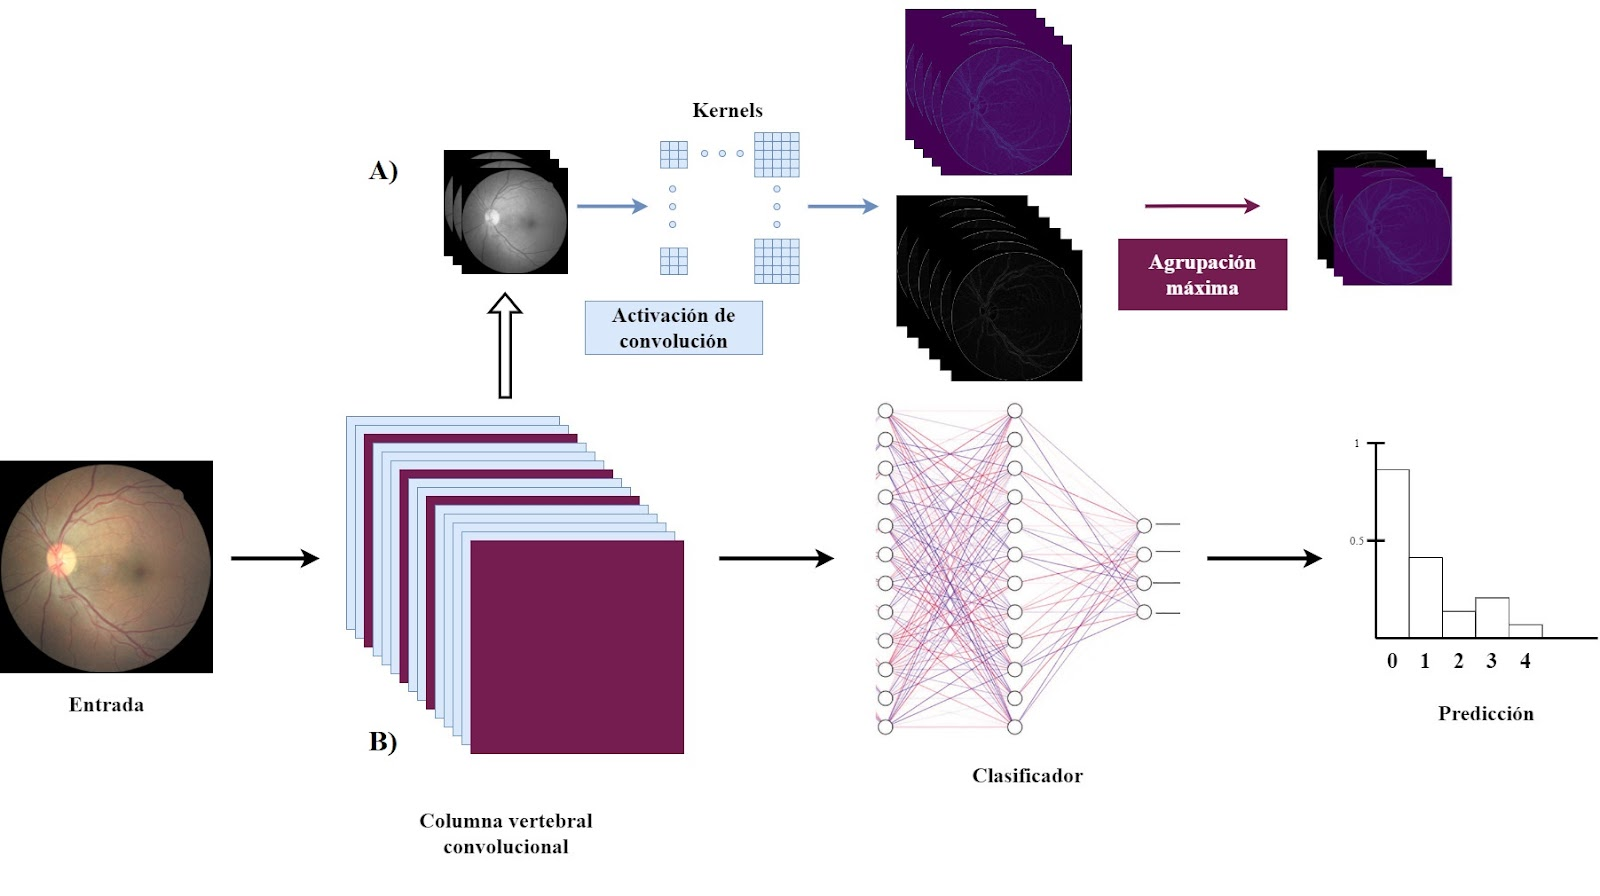 Kernels
A)
Activación de
convolución
Agrupación
máxima
Entrada
B)
Columna vertebral
convolucional
Clasificador
1
0.5
0 1 2 3 4
Predicción